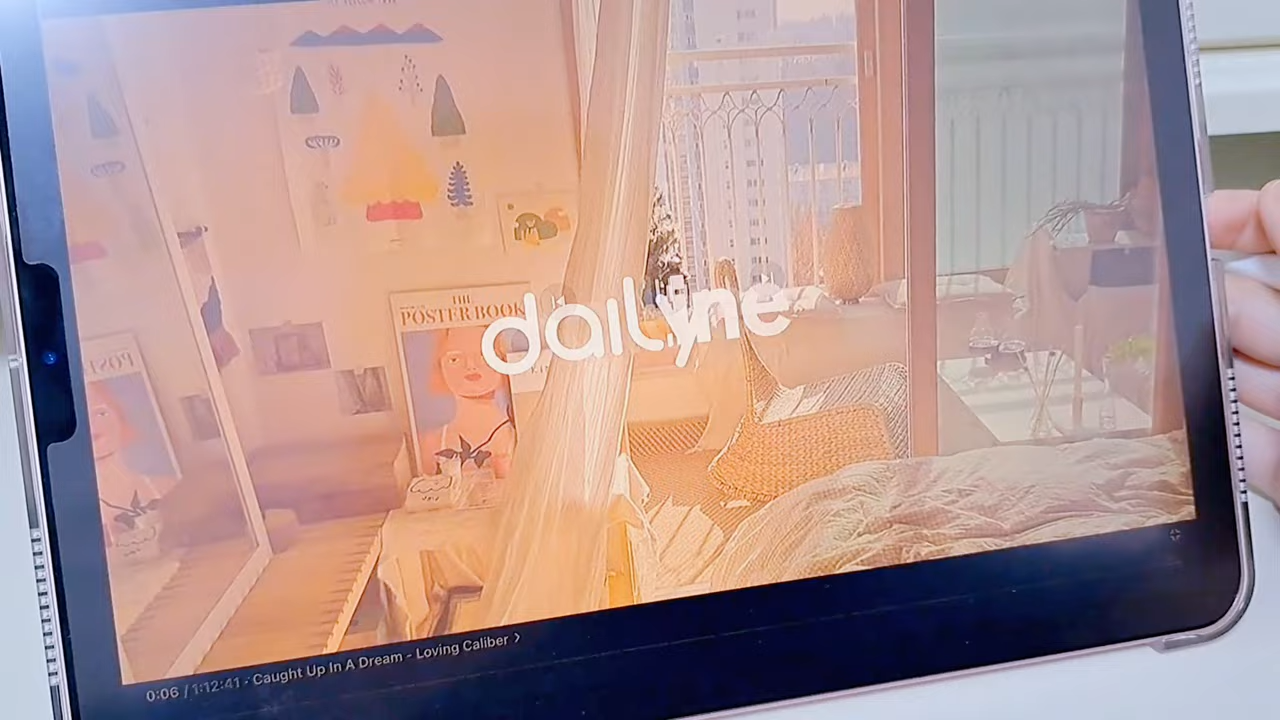 THE
POSTER BOOK
dailyne
0:06 / 1:12:41 · Caught Up In A Dream - Loving Caliber >